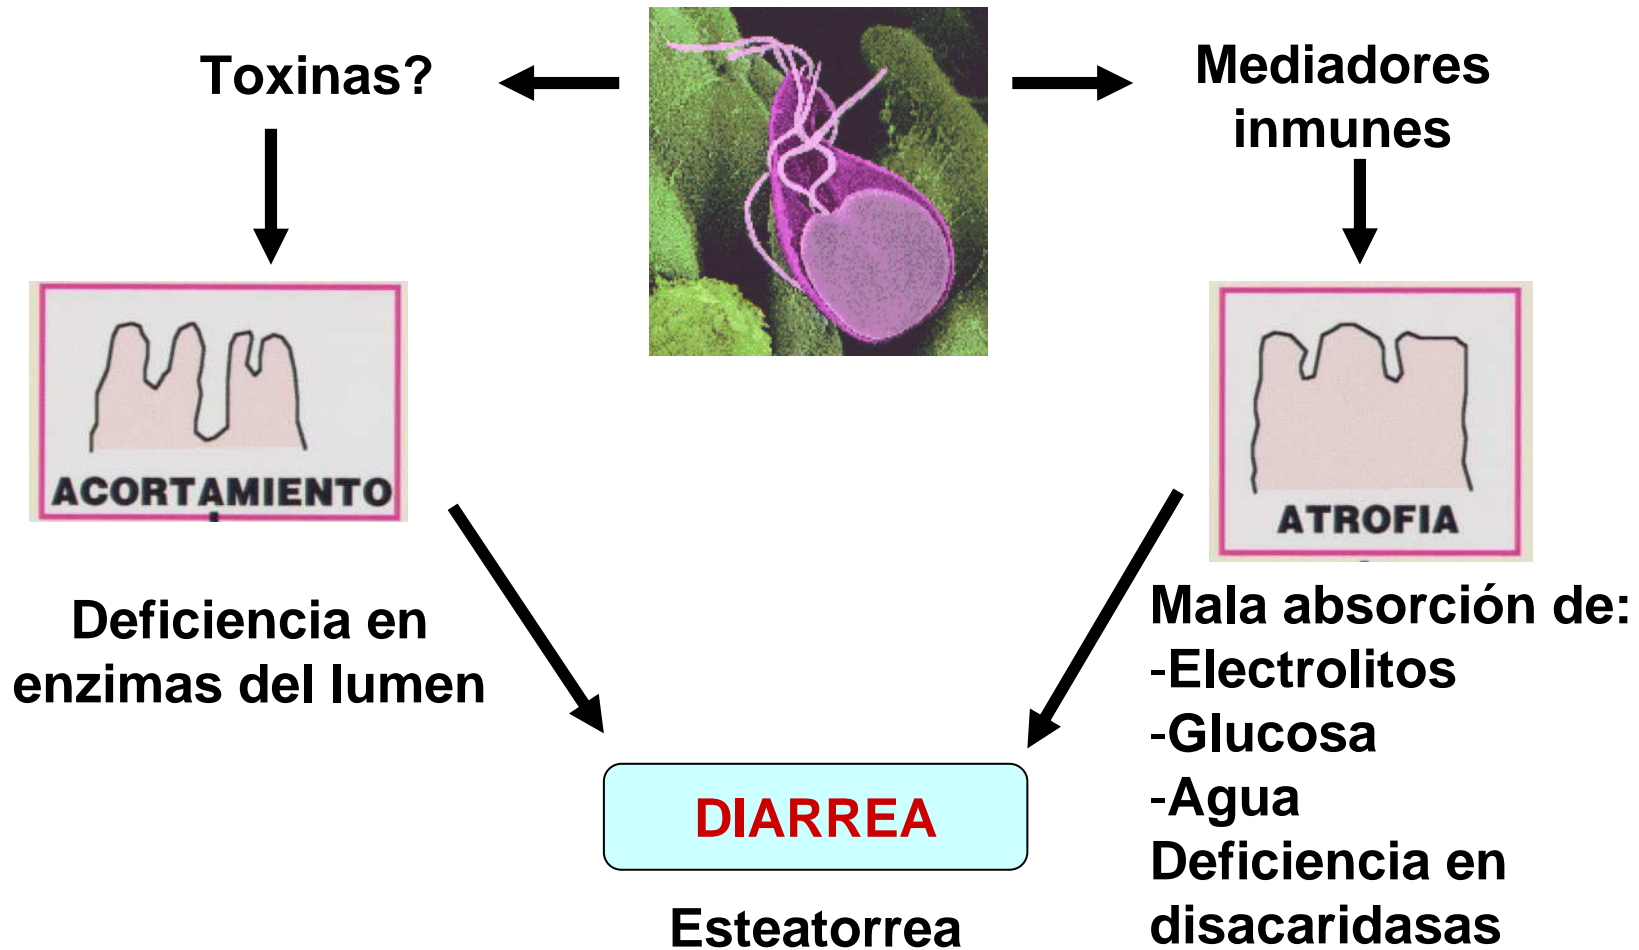 Toxinas?
Mediadores
inmunes
ACORTAMIENTO
ATROFIA
Deficiencia en
enzimas del lumen
Mala absorción de:
-Electrolitos
-Glucosa
-Agua
Deficiencia en
disacaridasas
DIARREA
Esteatorrea